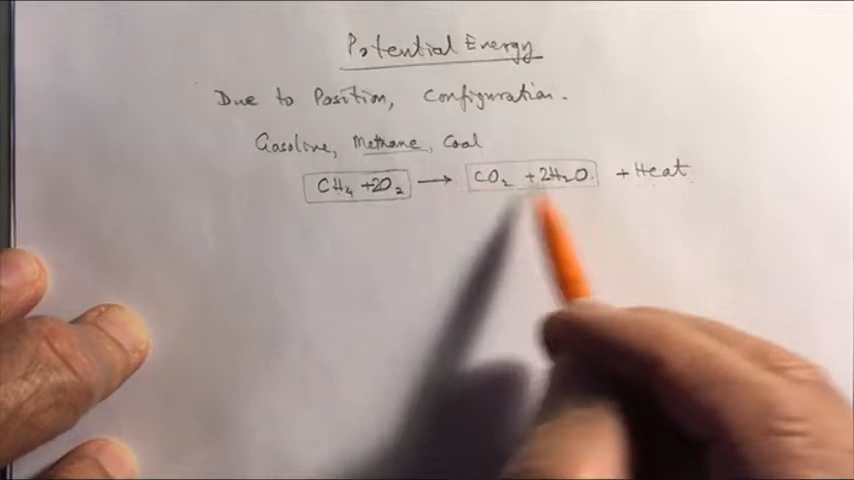 Potential Energy
Due to Position, Configuration.
Gasoline, Methane, Coal
CH₄ + 2O₂ → CO₂ + 2H₂O. + Heat.